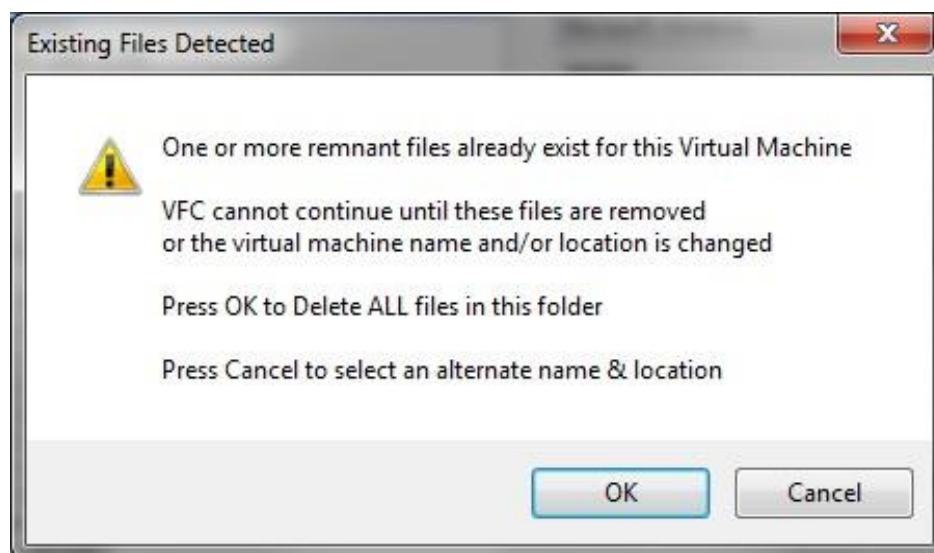 Existing Files Detected
One or more remnant files already exist for this Virtual Machine
VFC cannot continue until these files are removed
or the virtual machine name and/or location is changed
Press OK to Delete ALL files in this folder
Press Cancel to select an alternate name & location
OK
Cancel